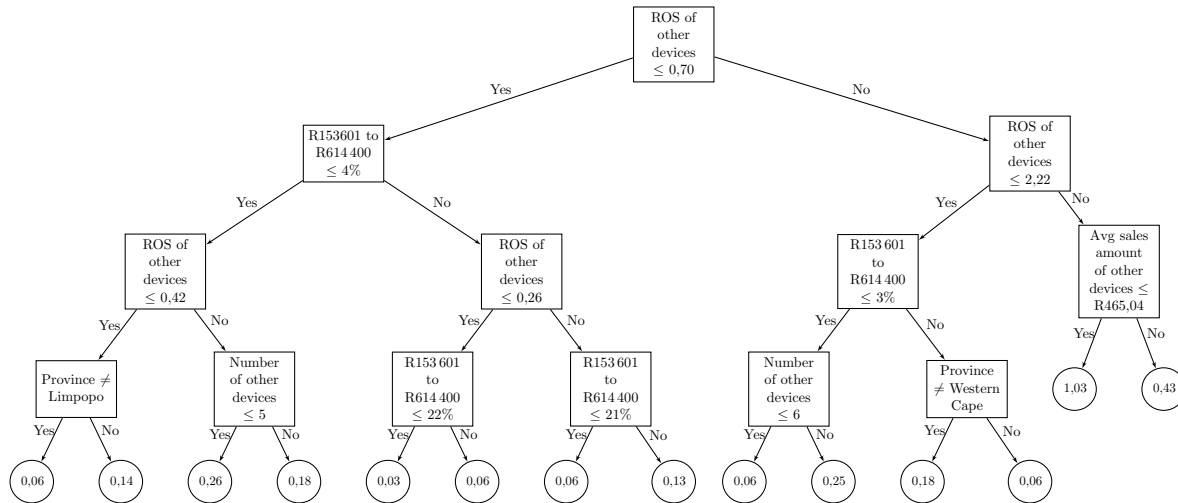 ROS of
other
devices
≤ 0,70
Yes
No
R153601 to
R614 400
≤ 4%
ROS of
other
devices
≤ 2,22
Yes
No
Yes
No
ROS of
other
devices
≤ 0,42
ROS of
other
devices
≤ 0,26
R153 601
to
R614 400
≤ 3%
Avg sales
amount
of other
devices ≤
R465,04
Yes
No
Yes
No
Yes
No
Yes
No
Province ≠
Limpopo
Number
of other
devices
≤ 5
R153 601
to
R614 400
≤ 22%
R153 601
to
R614 400
≤ 21%
Number
of other
devices
≤ 6
Province
≠ Western
Cape
1,03
0,43
Yes
No
Yes
No
Yes
No
Yes
No
Yes
No
Yes
No
0,06
0,14
0,26
0,18
0,03
0,06
0,06
0,13
0,06
0,25
0,18
0,06